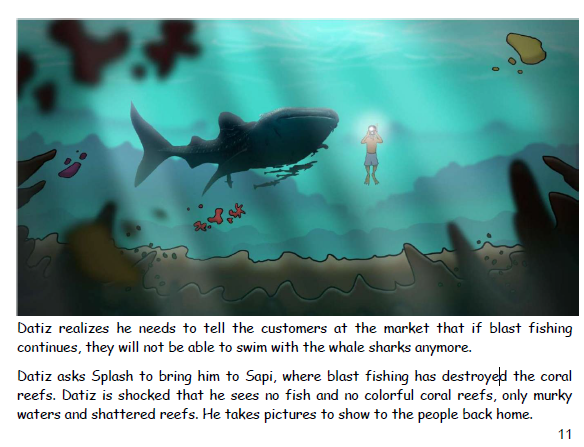 Datiz realizes he needs to tell the customers at the market that if blast fishing
continues, they will not be able to swim with the whale sharks anymore.
Datiz asks Splash to bring him to Sapi, where blast fishing has destroyed the coral
reefs. Datiz is shocked that he sees no fish and no colorful coral reefs, only murky
waters and shattered reefs. He takes pictures to show to the people back home.
11